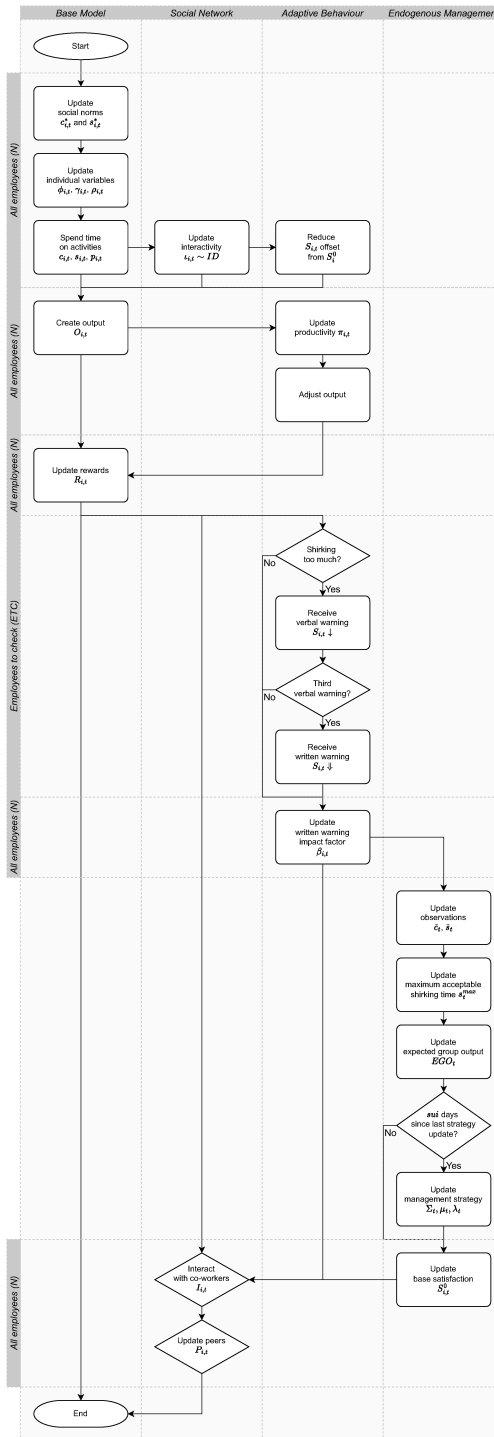 Base Model
Social Network
Adaptive Behaviour
Endogenous Managemen
Start
All employees (N)
Update
social norms
c*i,t and s*i,t
Update
individual variables
ϕi,t, γi,t, ρi,t
Spend time
on activities
ci,t, si,t, pi,t
Update
interactivity
ιi,t ∼ ID
Reduce
Si,t offset
from S0i
All employees (N)
Create output
Oi,t
Update
productivity πi,t
Adjust output
All employees (N)
Update rewards
Ri,t
Employees to check (ETC)
Shirking
too much?
No
Yes
Receive
verbal warning
Si,t ↓
Third
verbal warning?
No
Yes
Receive
written warning
Si,t ⇓
All employees (N)
Update
written warning
impact factor
βi,t
Update
observations
c̄t, s̄t
Update
maximum acceptable
shirking time smaxt
Update
expected group output
EGOt
sui days
since last strategy
update?
No
Yes
Update
management strategy
Σt, μt, λt
All employees (N)
Interact
with co-workers
Ii,t
Update
base satisfaction
S0i,t
Update peers
Pi,t
End